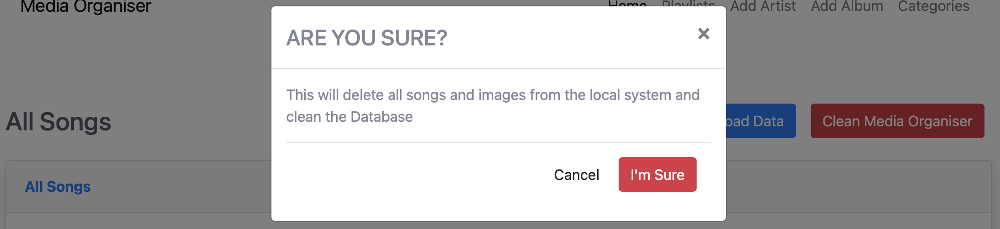 Media Organiser
Home Playlists Add Artist Add Album Categories
ARE YOU SURE?
×
This will delete all songs and images from the local system and
clean the Database
All Songs
Data
Clean Media Organiser
Cancel
I'm Sure
All Songs